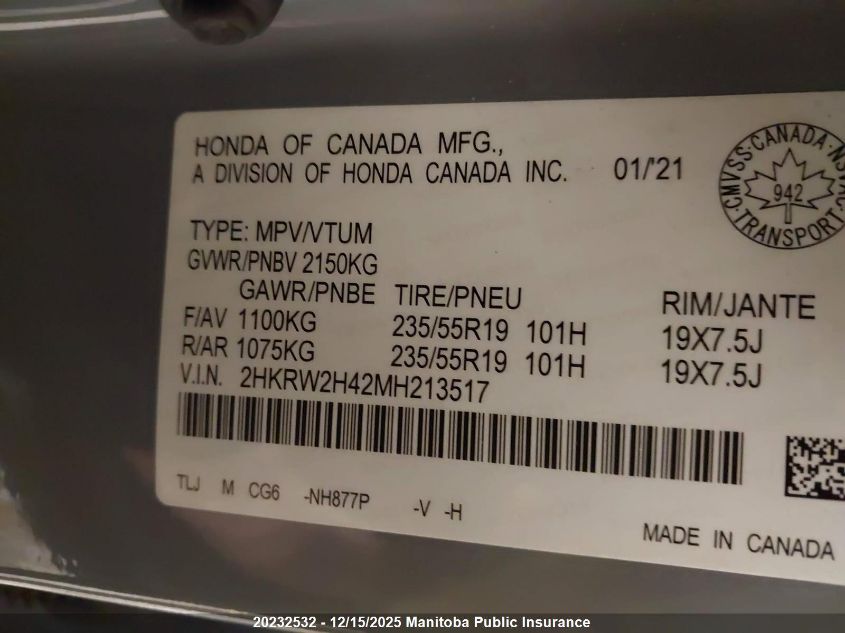 HONDA OF CANADA MFG.,
A DIVISION OF HONDA CANADA INC. 01/'21
CMVSS·CANADA·
942
TRANSPORT
TYPE: MPV/VTUM
GVWR/PNBV 2150KG
GAWR/PNBE TIRE/PNEU RIM/JANTE
F/AV 1100KG 235/55R19 101H 19X7.5J
R/AR 1075KG 235/55R19 101H 19X7.5J
V.I.N. 2HKRW2H42MH213517
TLJ M CG6 -NH877P -V -H
MADE IN CANADA
20232532 - 12/15/2025 Manitoba Public Insurance